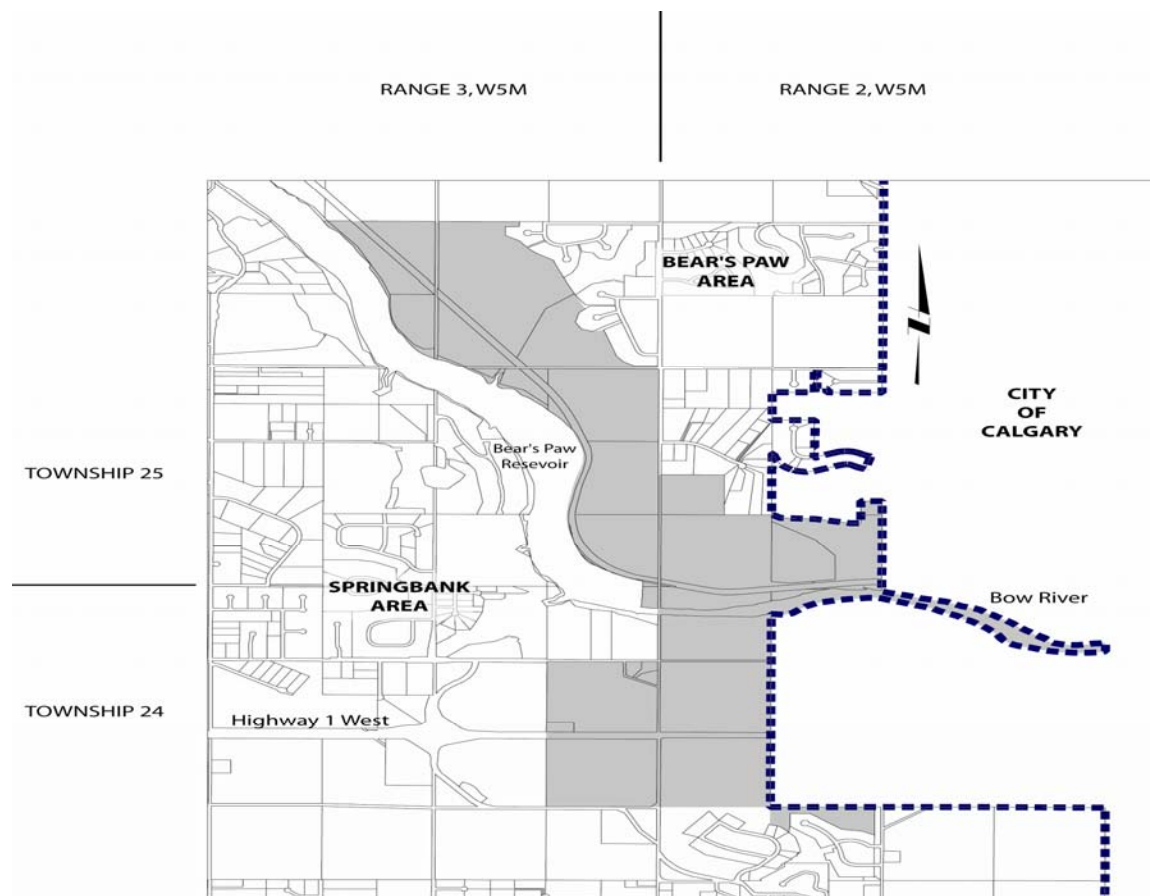 RANGE 3, W5M
RANGE 2, W5M
BEAR'S PAW
AREA
CITY
OF
CALGARY
Bear's Paw
Resevoir
TOWNSHIP 25
SPRINGBANK
AREA
Bow River
TOWNSHIP 24
Highway 1 West